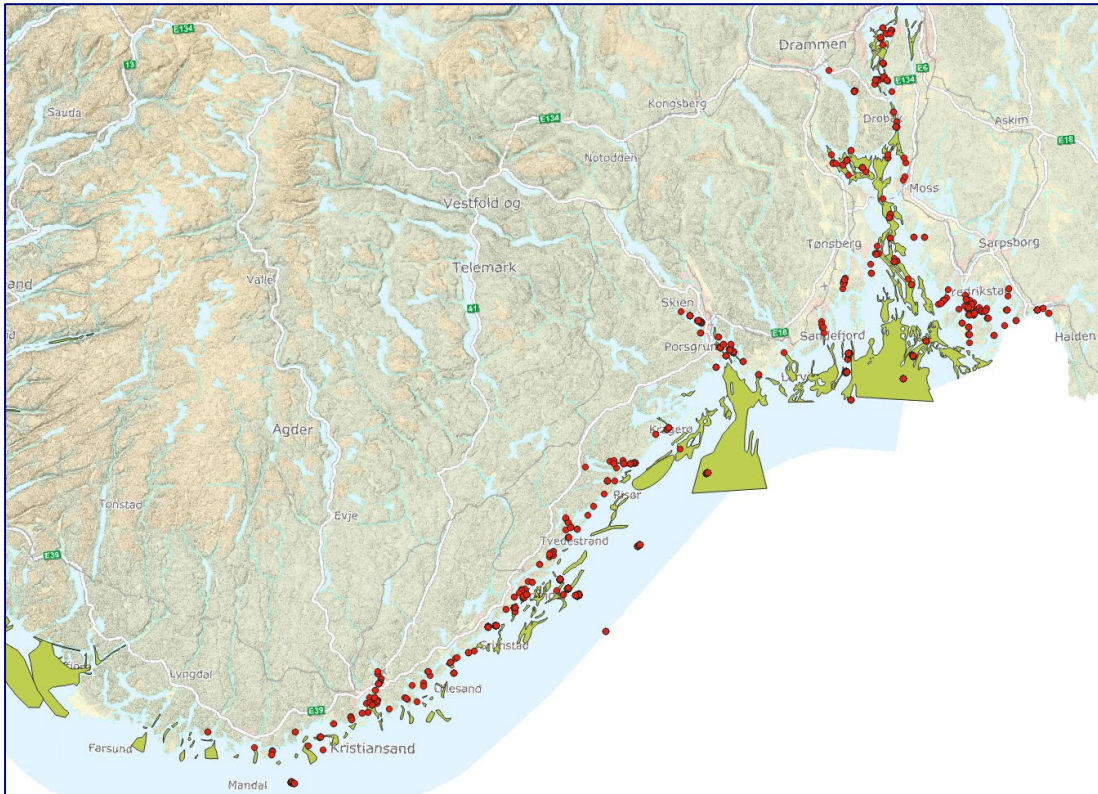 E134
Drammen
13
E6
E134
Sauda
Kongsberg
Drøbak
Askim
E134
E18
Notodden
Moss
Vestfold og
Telemark
Tønsberg
Sarpsborg
Valle
41
Skien
E18
Sandefjord
Porsgrunn
Halden
Agder
Kragerø
Risør
Tonstad
Evje
Tvedestrand
E39
Grimstad
Lyngdal
Lillesand
E39
Farsund
Kristiansand
Mandal